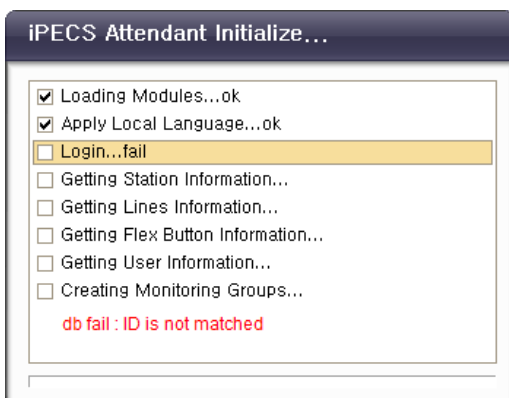 iPECS Attendant Initialize...
Loading Modules...ok
Apply Local Language...ok
Login...fail
Getting Station Information...
Getting Lines Information...
Getting Flex Button Information...
Getting User Information...
Creating Monitoring Groups...
db fail : ID is not matched